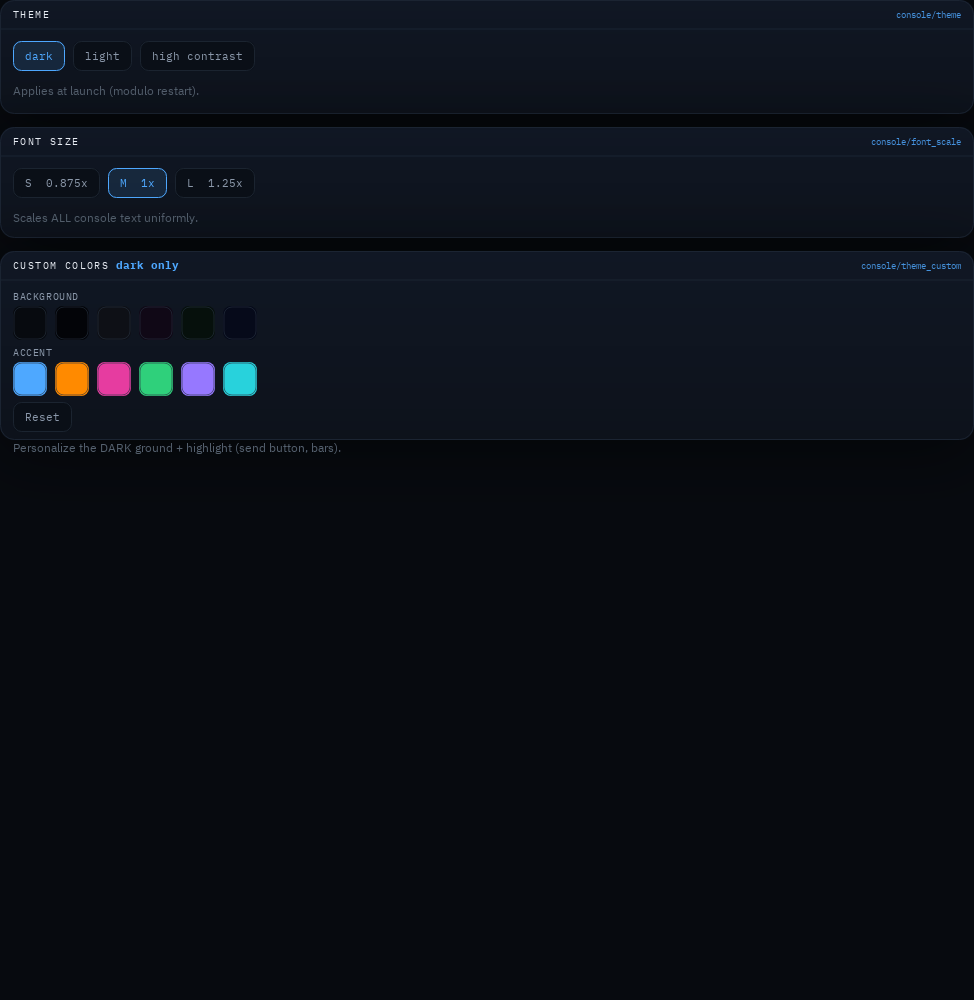 THEME console/theme
dark light high contrast
Applies at launch (modulo restart).
FONT SIZE console/font_scale
S 0.875x M 1x L 1.25x
Scales ALL console text uniformly.
CUSTOM COLORS dark only console/theme_custom
BACKGROUND
ACCENT
Reset
Personalize the DARK ground + highlight (send button, bars).